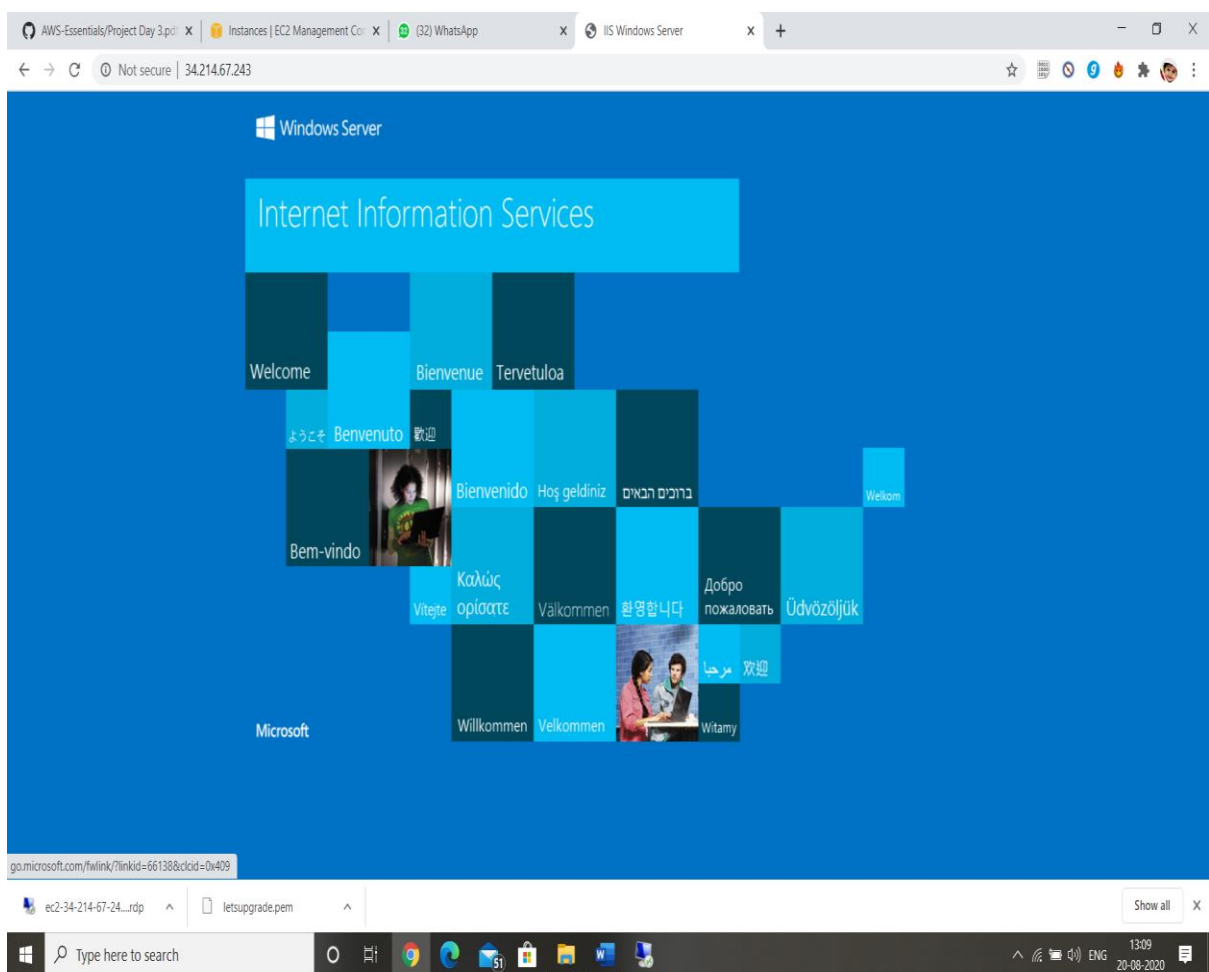 AWS-Essentials/Project Day 3.pd
Instances | EC2 Management Co
(32) WhatsApp
IIS Windows Server
Not secure | 34.214.67.243
Windows Server
Internet Information Services
Welcome
Bienvenue
Tervetuloa
ようこそ
Benvenuto
歡迎
Bienvenido
Hoş geldiniz
ברוכים הבאים
Welkom
Bem-vindo
Vítejte
Καλώς
ορίσατε
Välkommen
환영합니다
Добро
пожаловать
Üdvözöljük
مرحبا
欢迎
Microsoft
Willkommen
Velkommen
Witamy
go.microsoft.com/fwlink/?linkid=66138&clcid=0x409
ec2-34-214-67-24....rdp
letsupgrade.pem
Show all
Type here to search
51
ENG
13:09
20-08-2020